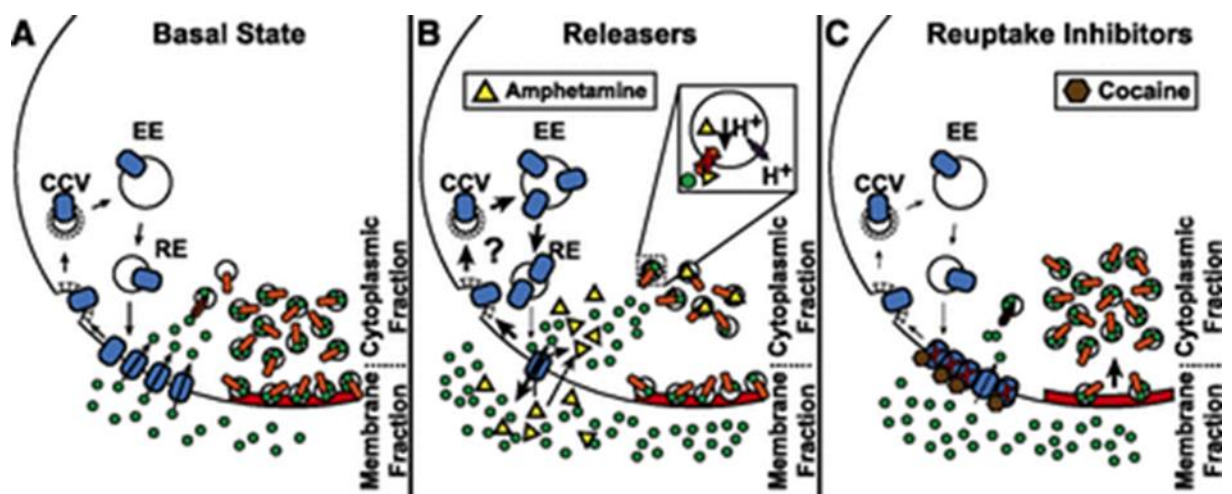 A
Basal State
EE
CCV
RE
Cytoplasmic
Fraction
Membrane
Fraction
B
Releasers
Amphetamine
EE
CCV
?
RE
H+
H+
Cytoplasmic
Fraction
Membrane
Fraction
C
Reuptake Inhibitors
Cocaine
EE
CCV
RE
Cytoplasmic
Fraction
Membrane
Fraction